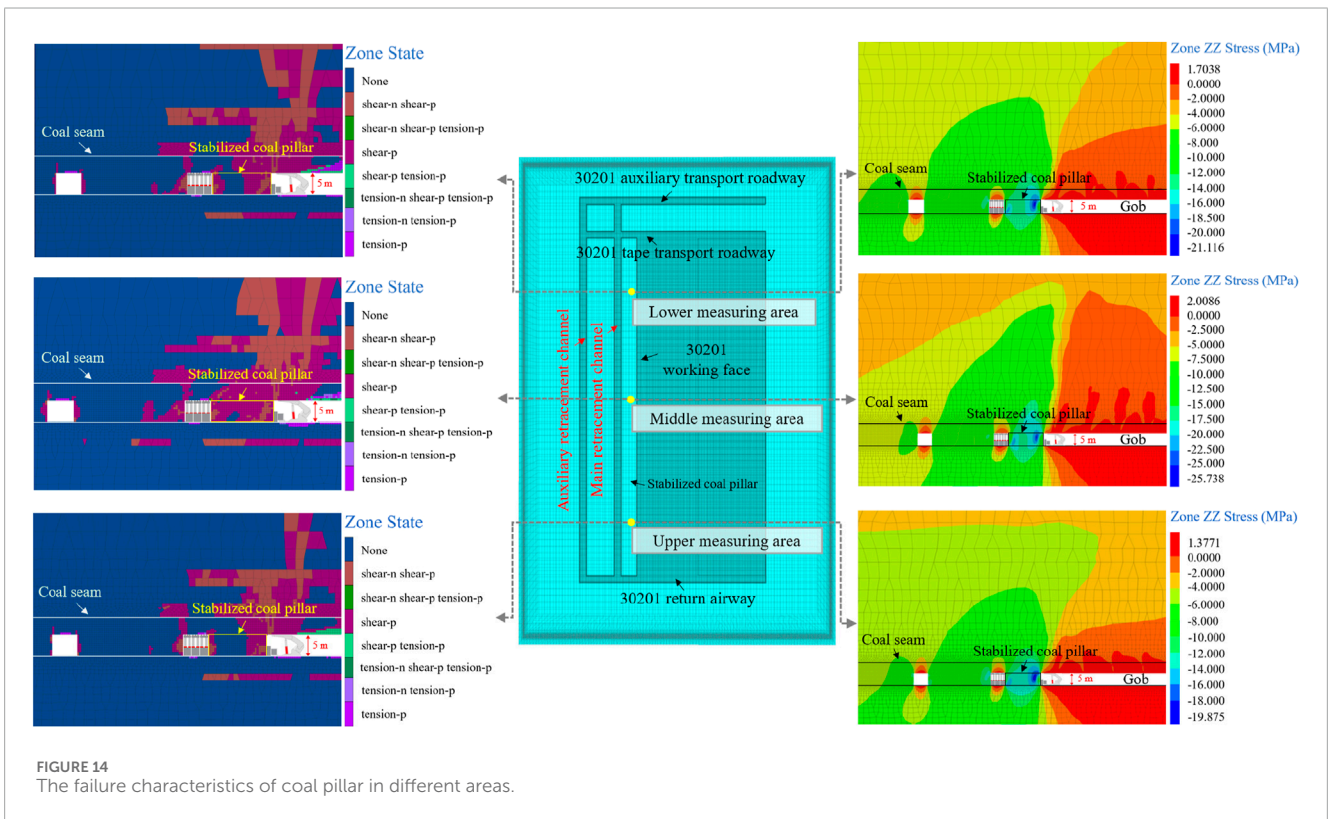 Zone State
None
shear-n shear-p
shear-n shear-p tension-p
shear-p
shear-p tension-p
tension-n shear-p tension-p
tension-n tension-p
tension-p
Coal seam
Stabilized coal pillar
5 m
Zone State
None
shear-n shear-p
shear-n shear-p tension-p
shear-p
shear-p tension-p
tension-n shear-p tension-p
tension-n tension-p
tension-p
Coal seam
Stabilized coal pillar
5 m
Zone State
None
shear-n shear-p
shear-n shear-p tension-p
shear-p
shear-p tension-p
tension-n shear-p tension-p
tension-n tension-p
tension-p
Coal seam
Stabilized coal pillar
5 m
30201 auxiliary transport roadway
30201 tape transport roadway
Lower measuring area
Auxiliary retracement channel
Main retracement channel
30201
working face
Middle measuring area
Stabilized coal pillar
Upper measuring area
30201 return airway
Zone ZZ Stress (MPa)
1.7038
0.0000
-2.0000
-4.0000
-6.0000
-8.000
-10.000
-12.000
-14.000
-16.000
-18.500
-20.000
-21.116
Coal seam
Stabilized coal pillar
5 m
Gob
Zone ZZ Stress (MPa)
2.0086
0.0000
-2.5000
-5.0000
-7.5000
-10.000
-12.500
-15.000
-17.500
-20.000
-22.500
-25.000
-25.738
Coal seam
Stabilized coal pillar
5 m
Gob
Zone ZZ Stress (MPa)
1.3771
0.0000
-2.0000
-4.0000
-6.0000
-8.000
-10.000
-12.000
-14.000
-16.000
-18.000
-19.875
Coal seam
Stabilized coal pillar
5 m
Gob
FIGURE 14
The failure characteristics of coal pillar in different areas.